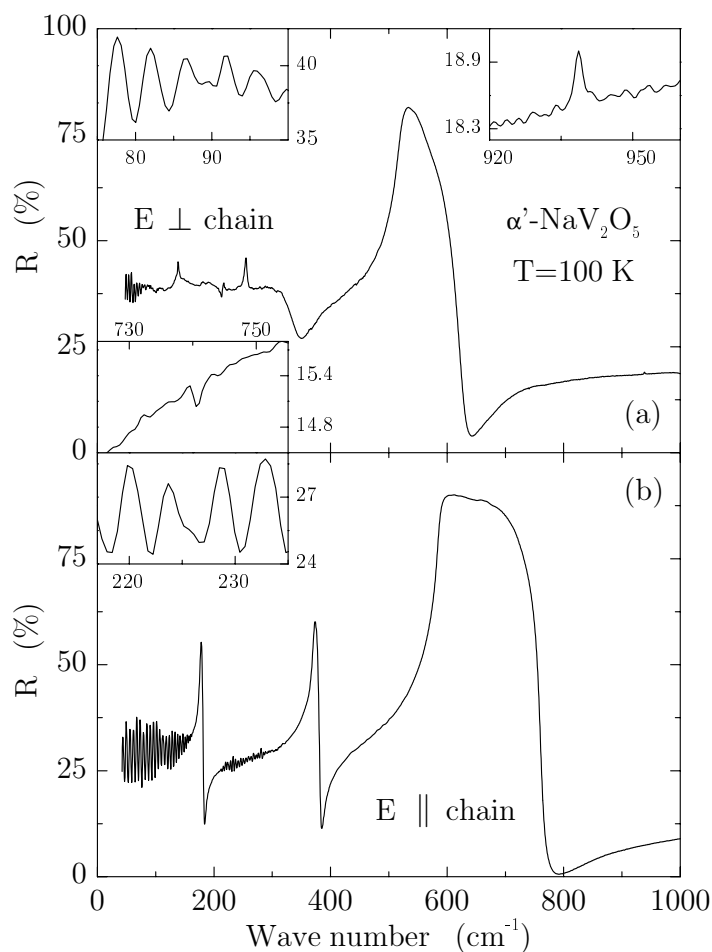 100
75
50
25
0
R (%)
40
35
80
90
18.9
18.3
920
950
E ⊥ chain
α'-NaV₂O₅
T=100 K
730
750
15.4
14.8
(a)
(b)
27
24
220
230
75
50
25
0
R (%)
E ∥ chain
0 200 400 600 800 1000
Wave number (cm⁻¹)